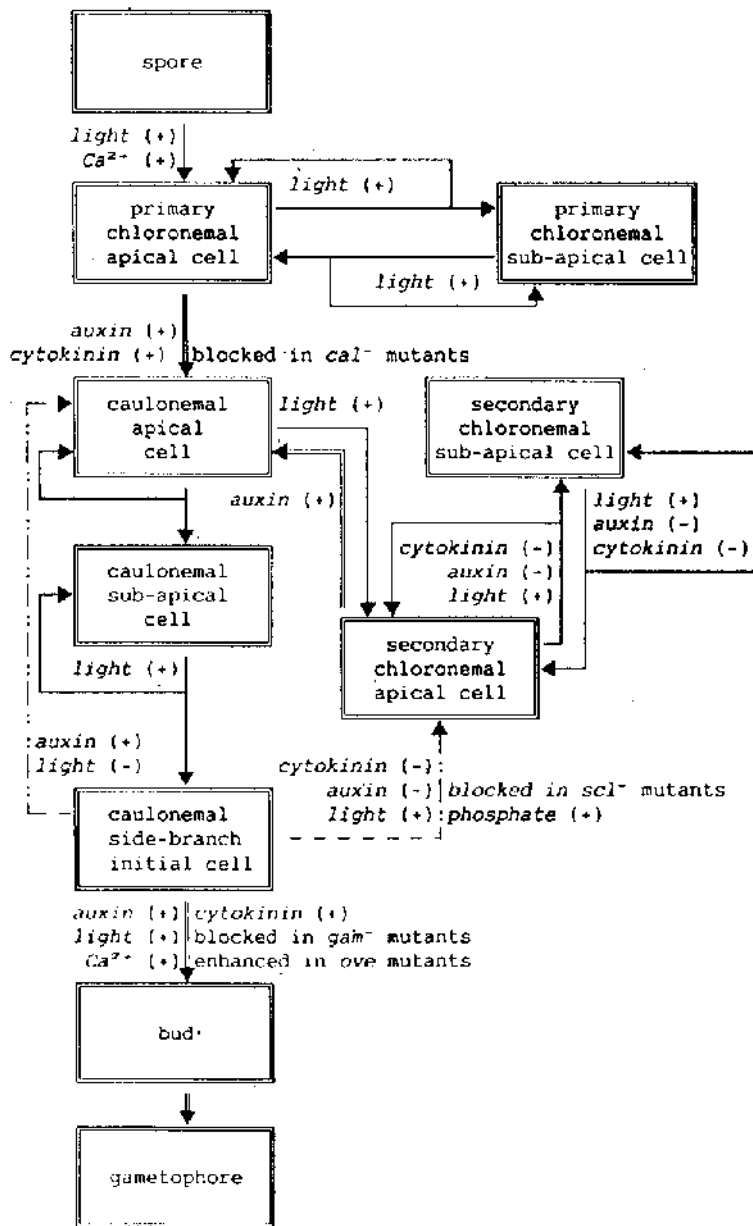 spore
light (+)
Ca²⁺ (+)
light (+)
primary
chloronemal
apical cell
primary
chloronemal
sub-apical cell
light (+)
auxin (+)
cytokinin (+) blocked in cal⁻ mutants
caulonemal
apical
cell
light (+)
secondary
chloronemal
sub-apical cell
auxin (+)
light (+)
auxin (-)
cytokinin (-)
cytokinin (-)
auxin (-)
light (+)
caulonemal
sub-apical
cell
light (+)
secondary
chloronemal
apical cell
auxin (+)
light (-)
cytokinin (-)
auxin (-) blocked in scl⁻ mutants
light (+) phosphate (+)
caulonemal
side-branch
initial cell
auxin (+) cytokinin (+)
light (+) blocked in gam⁻ mutants
Ca²⁺ (+) enhanced in ove mutants
bud
gametophore